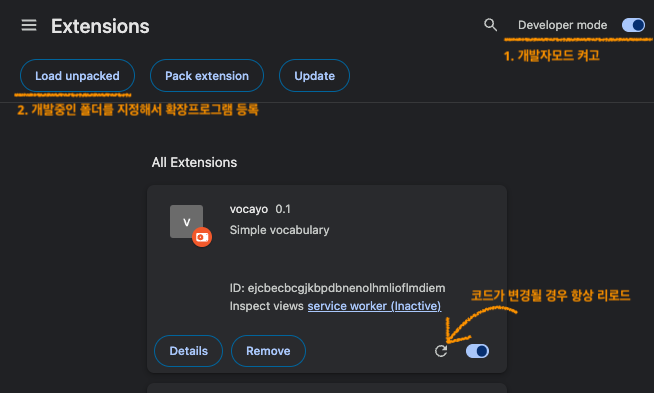 Extensions
Developer mode
1. 개발자모드 켜고
Load unpacked
Pack extension
Update
2. 개발중인 폴더를 지정해서 확장프로그램 등록
All Extensions
V
vocayo 0.1
Simple vocabulary
ID: ejcbecbcgjkbpdbnenolhmlioflmdiem
Inspect views service worker (Inactive)
코드가 변경될 경우 항상 리로드
Details
Remove